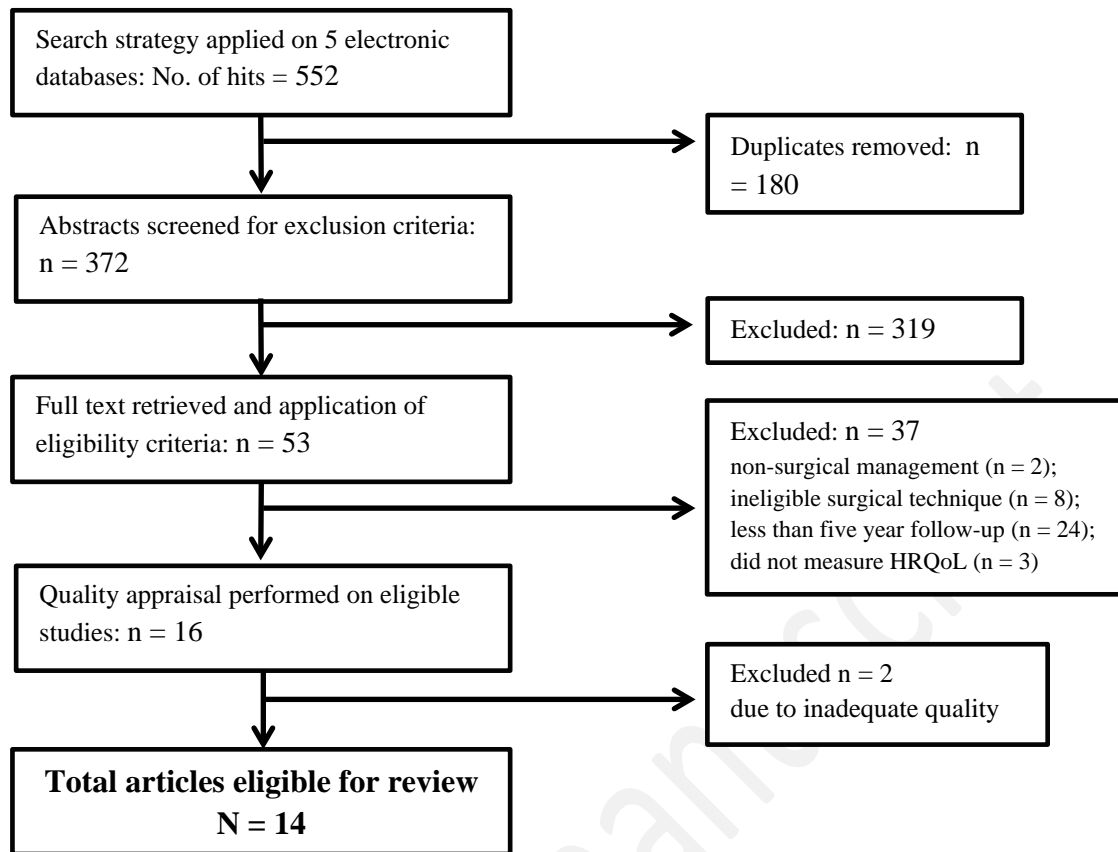 Search strategy applied on 5 electronic
databases: No. of hits = 552
Duplicates removed: n
= 180
Abstracts screened for exclusion criteria:
n = 372
Excluded: n = 319
Full text retrieved and application of
eligibility criteria: n = 53
Excluded: n = 37
non-surgical management (n = 2);
ineligible surgical technique (n = 8);
less than five year follow-up (n = 24);
did not measure HRQoL (n = 3)
Quality appraisal performed on eligible
studies: n = 16
Excluded n = 2
due to inadequate quality
Total articles eligible for review
N = 14